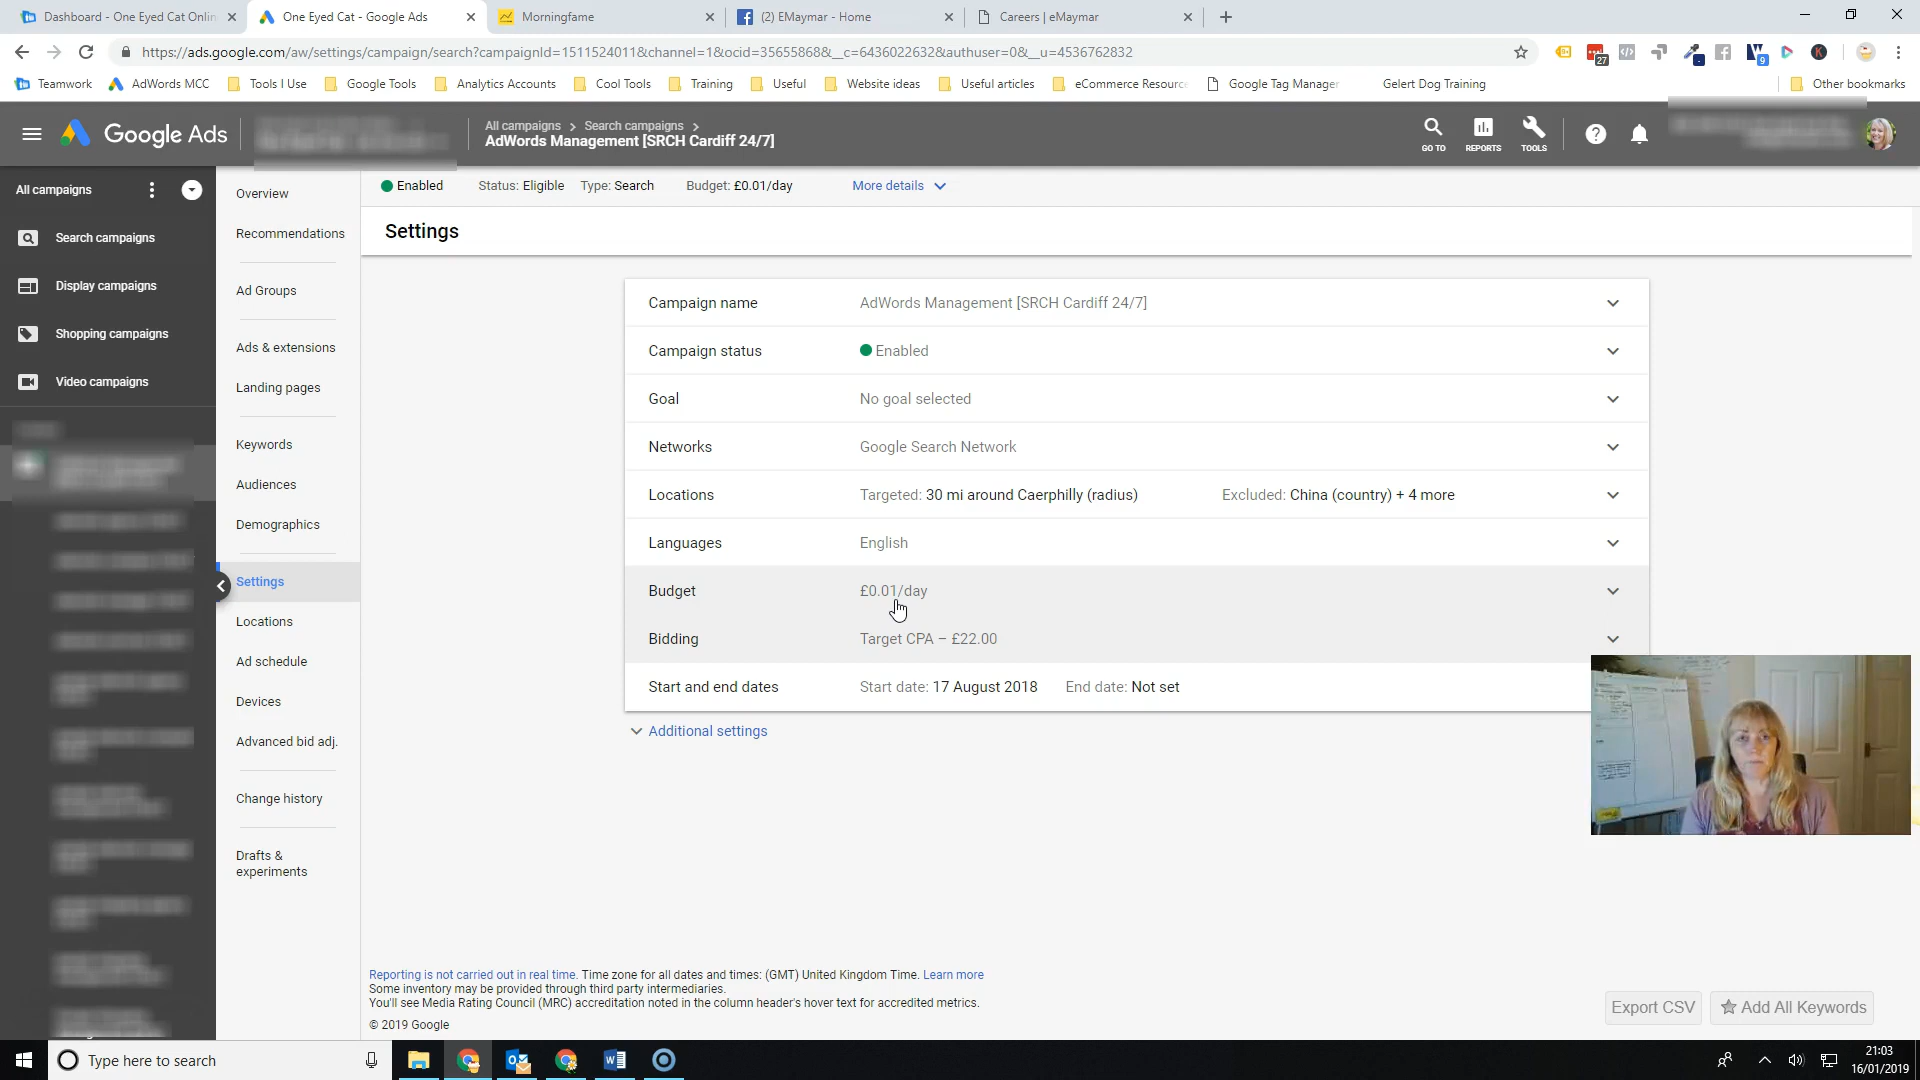 Dashboard - One Eyed Cat Onlin
One Eyed Cat - Google Ads
Morningfame
(2) EMaymar - Home
Careers | eMaymar
https://ads.google.com/aw/settings/campaign/search?campaignId=1511524011&channel=1&ocid=356558688&__c=6436022632&authuser=0&__u=4536762832
27
9
K
Teamwork
AdWords MCC
Tools I Use
Google Tools
Analytics Accounts
Cool Tools
Training
Useful
Website ideas
Useful articles
eCommerce Resourc
Google Tag Manager
Gelert Dog Training
Other bookmarks
Google Ads
All campaigns > Search campaigns >
AdWords Management [SRCH Cardiff 24/7]
GO TO
REPORTS
TOOLS
All campaigns
Search campaigns
Display campaigns
Shopping campaigns
Video campaigns
Overview
Recommendations
Ad Groups
Ads & extensions
Landing pages
Keywords
Audiences
Demographics
Settings
Locations
Ad schedule
Devices
Advanced bid adj.
Change history
Drafts &
experiments
Enabled Status: Eligible Type: Search Budget: £0.01/day More details
Settings
Campaign name AdWords Management [SRCH Cardiff 24/7]
Campaign status Enabled
Goal No goal selected
Networks Google Search Network
Locations Targeted: 30 mi around Caerphilly (radius) Excluded: China (country) + 4 more
Languages English
Budget £0.01/day
Bidding Target CPA – £22.00
Start and end dates Start date: 17 August 2018 End date: Not set
Additional settings
Reporting is not carried out in real time. Time zone for all dates and times: (GMT) United Kingdom Time. Learn more
Some inventory may be provided through third party intermediaries.
You'll see Media Rating Council (MRC) accreditation noted in the column header's hover text for accredited metrics.
© 2019 Google
Export CSV
Add All Keywords
Type here to search
21:03
16/01/2019